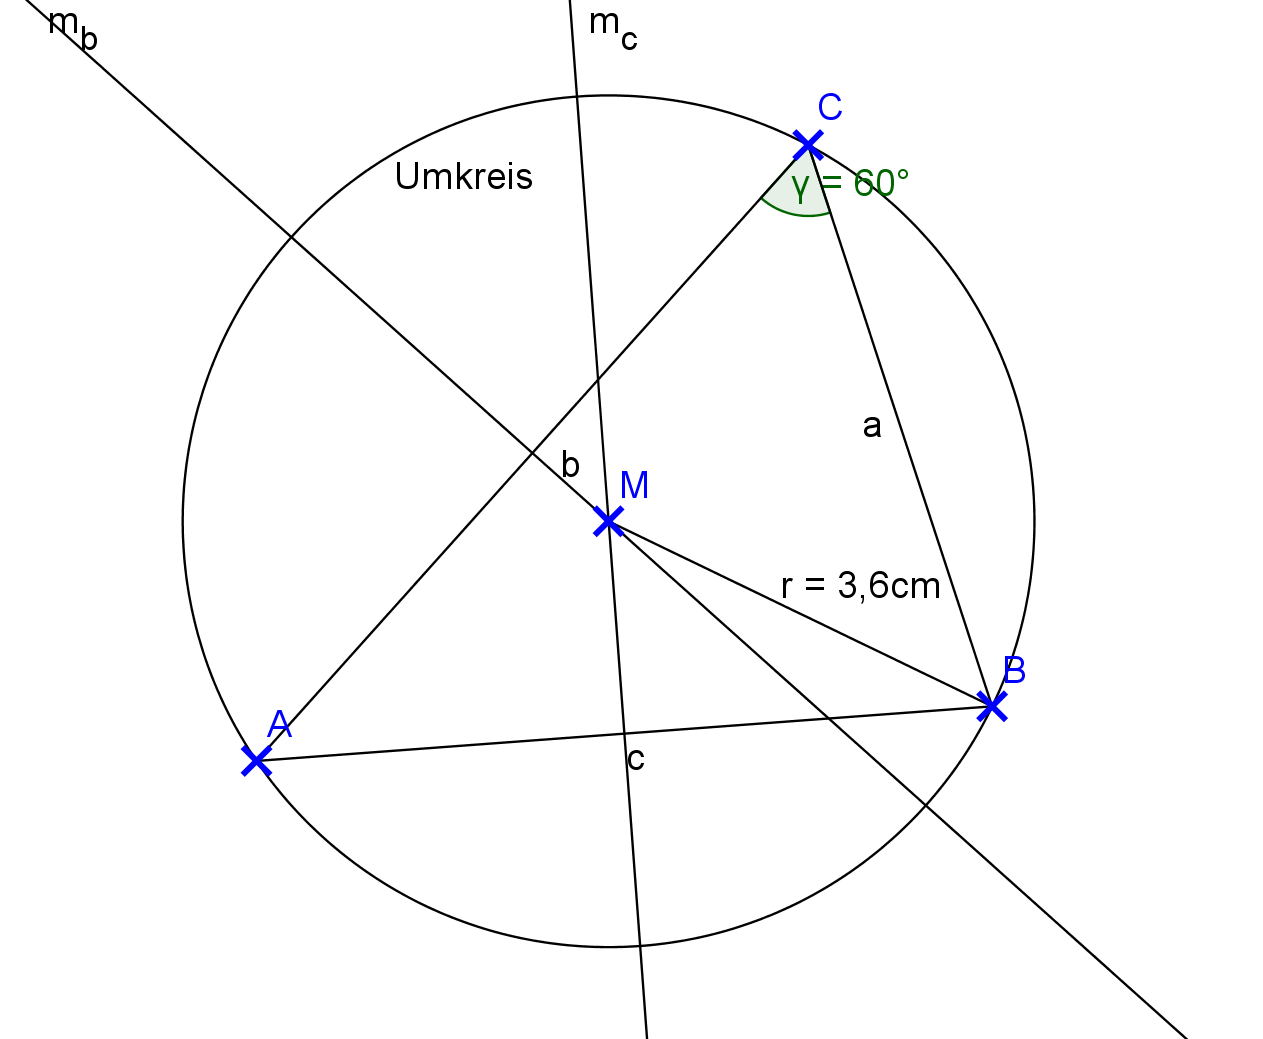 m_b
m_c
C
Umkreis
γ = 60°
a
b
M
r = 3,6cm
B
A
c